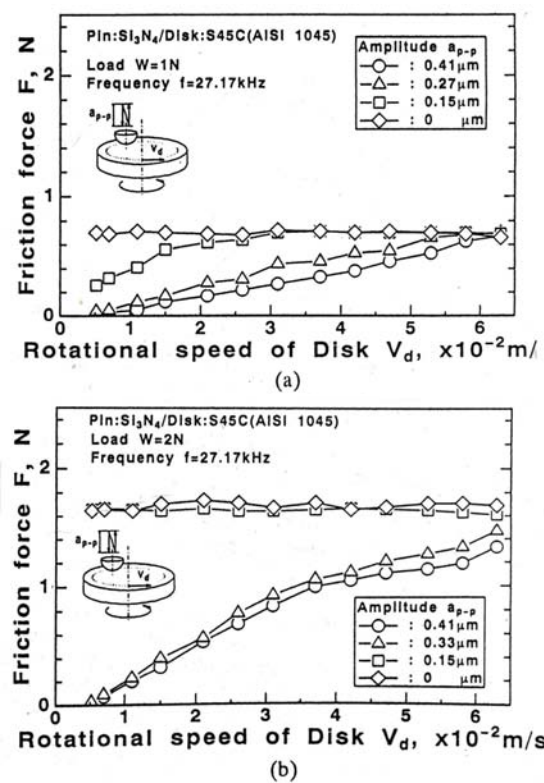 Pin:Si3N4/Disk:S45C(AISI 1045)
Load W=1N
Frequency f=27.17kHz
Amplitude ap-p
: 0.41μm
: 0.27μm
: 0.15μm
: 0 μm
ap-p
Vd
Friction force F, N
2
1
0
0 1 2 3 4 5 6
Rotational speed of Disk Vd, x10-2m/
(a)
Pin:Si3N4/Disk:S45C(AISI 1045)
Load W=2N
Frequency f=27.17kHz
ap-p
Vd
Amplitude ap-p
: 0.41μm
: 0.33μm
: 0.15μm
: 0 μm
Friction force F, N
2
1
0
0 1 2 3 4 5 6
Rotational speed of Disk Vd, x10-2m/s
(b)